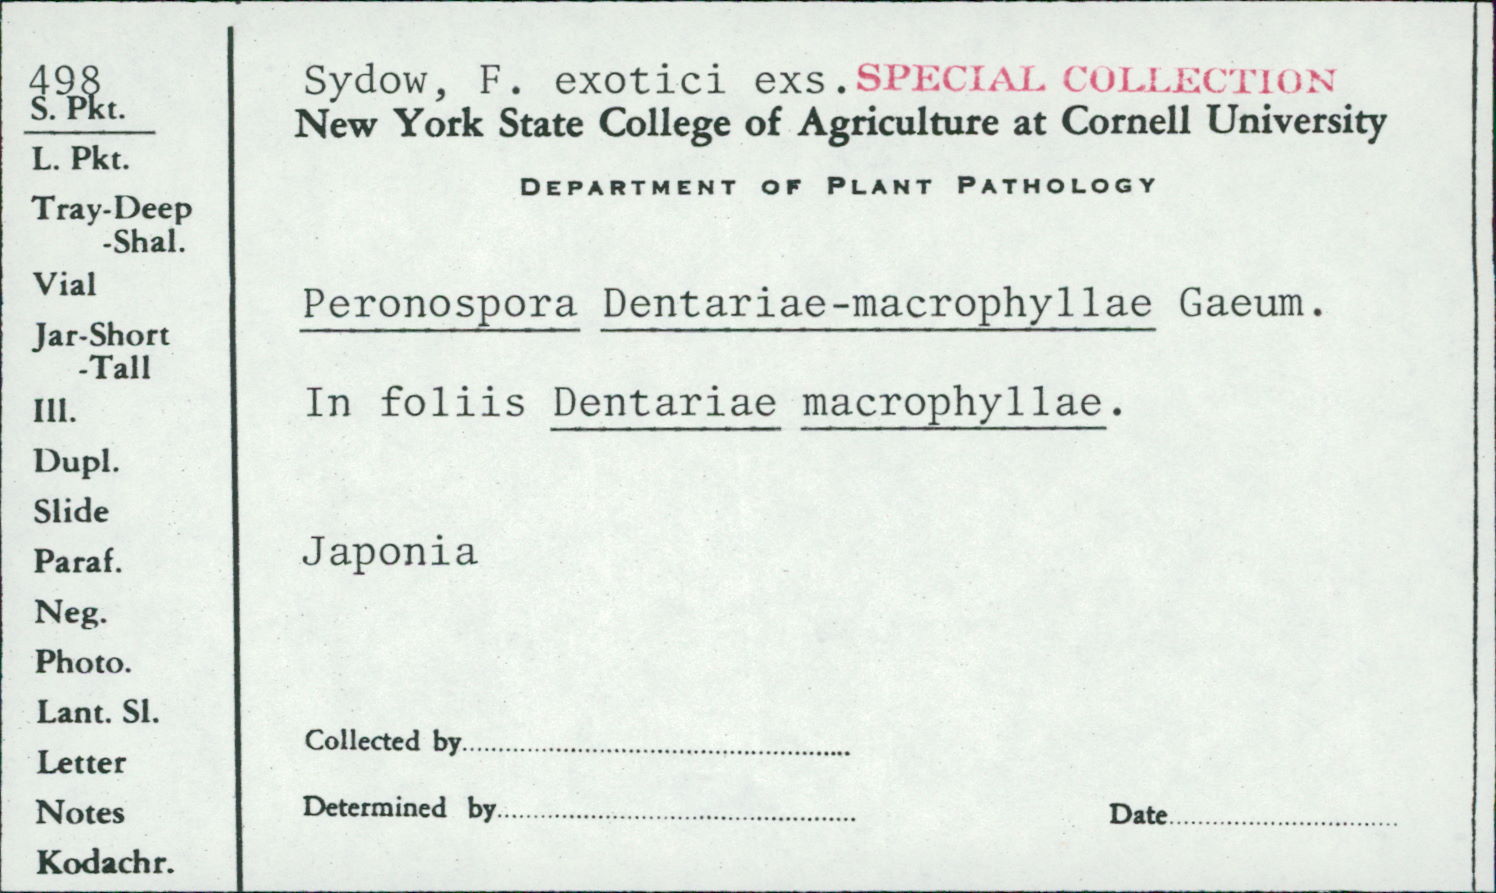 498
S. Pkt.
L. Pkt.
Tray-Deep
-Shal.
Vial
Jar-Short
-Tall
Ill.
Dupl.
Slide
Paraf.
Neg.
Photo.
Lant. Sl.
Letter
Notes
Kodachr.
Sydow, F. exotici exs. SPECIAL COLLECTION
New York State College of Agriculture at Cornell University
DEPARTMENT OF PLANT PATHOLOGY
Peronospora Dentariae-macrophyllae Gaeum.
In foliis Dentariae macrophyllae.
Japonia
Collected by
Determined by
Date